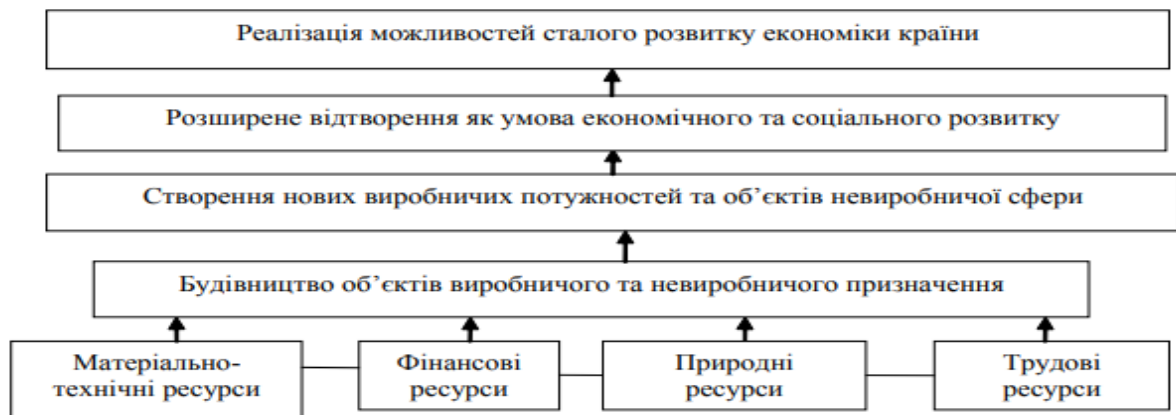 Реалізація можливостей сталого розвитку економіки країни
Розширене відтворення як умова економічного та соціального розвитку
Створення нових виробничих потужностей та об’єктів невиробничої сфери
Будівництво об’єктів виробничого та невиробничого призначення
Матеріально-
технічні ресурси
Фінансові
ресурси
Природні
ресурси
Трудові
ресурси